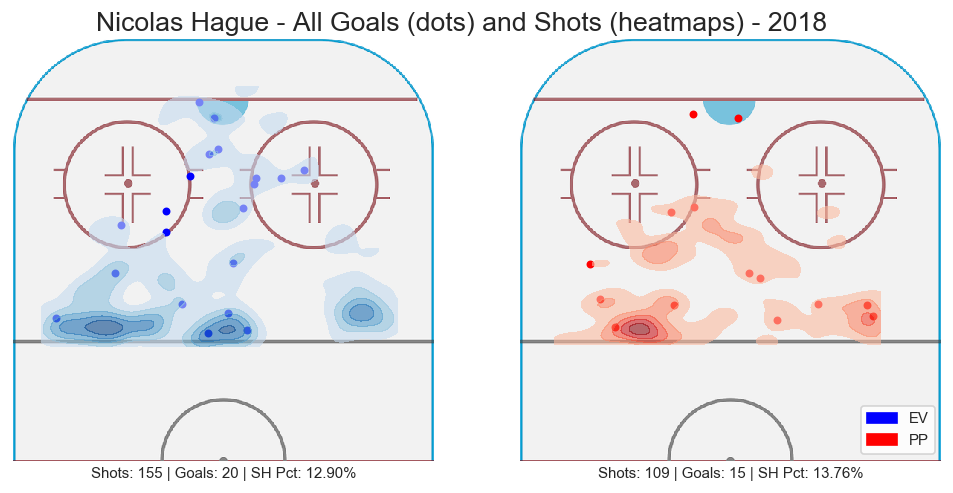 Nicolas Hague - All Goals (dots) and Shots (heatmaps) - 2018
EV
PP
Shots: 155 | Goals: 20 | SH Pct: 12.90%
Shots: 109 | Goals: 15 | SH Pct: 13.76%